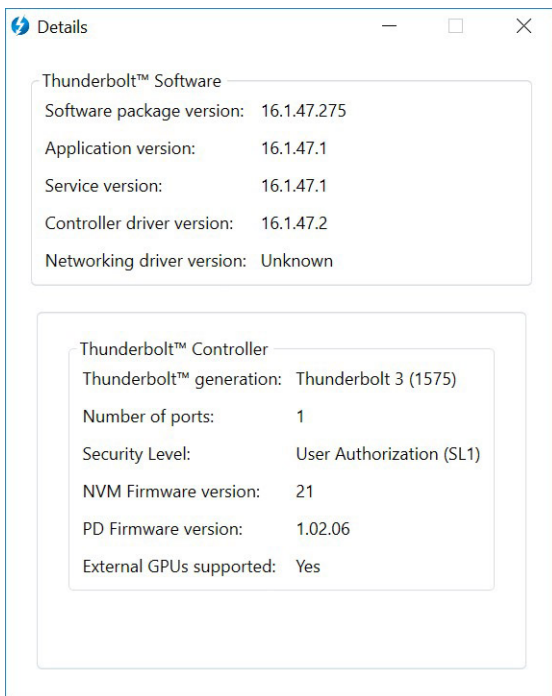 Details
Thunderbolt™ Software
Software package version: 16.1.47.275
Application version: 16.1.47.1
Service version: 16.1.47.1
Controller driver version: 16.1.47.2
Networking driver version: Unknown
Thunderbolt™ Controller
Thunderbolt™ generation: Thunderbolt 3 (1575)
Number of ports: 1
Security Level: User Authorization (SL1)
NVM Firmware version: 21
PD Firmware version: 1.02.06
External GPUs supported: Yes